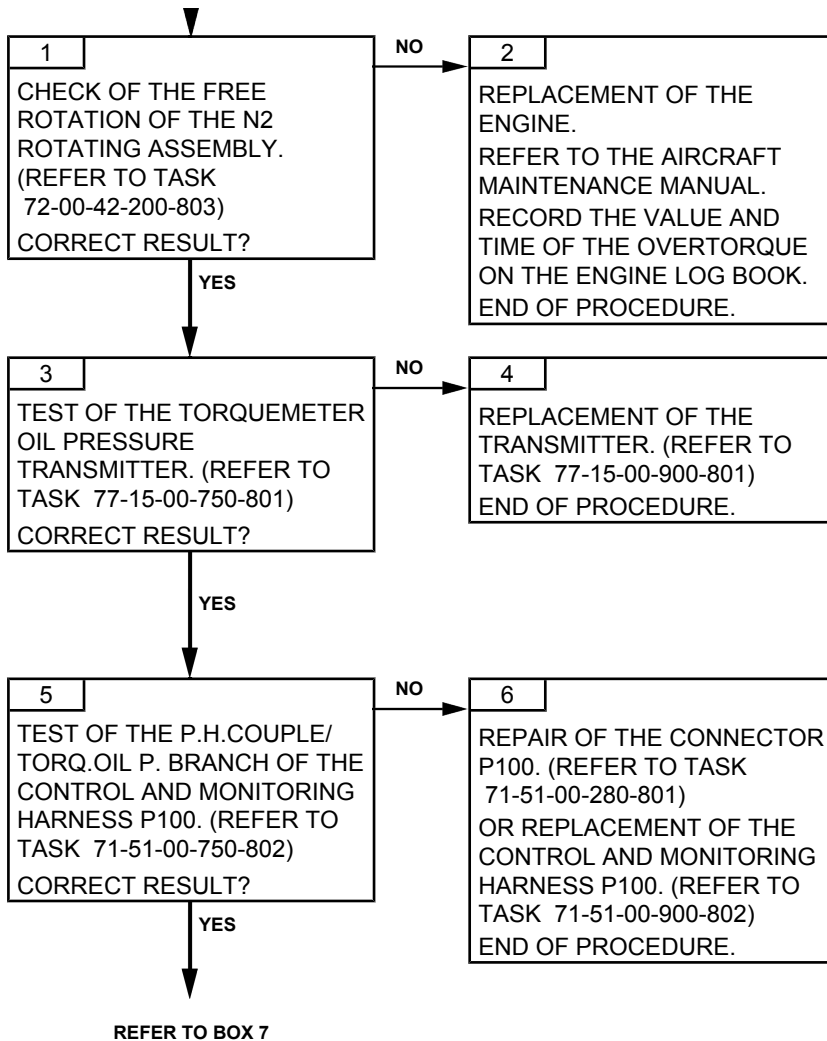 1
CHECK OF THE FREE
ROTATION OF THE N2
ROTATING ASSEMBLY.
(REFER TO TASK
72-00-42-200-803)
CORRECT RESULT?
NO
2
REPLACEMENT OF THE
ENGINE.
REFER TO THE AIRCRAFT
MAINTENANCE MANUAL.
RECORD THE VALUE AND
TIME OF THE OVERTORQUE
ON THE ENGINE LOG BOOK.
END OF PROCEDURE.
YES
3
TEST OF THE TORQUEMETER
OIL PRESSURE
TRANSMITTER. (REFER TO
TASK 77-15-00-750-801)
CORRECT RESULT?
NO
4
REPLACEMENT OF THE
TRANSMITTER. (REFER TO
TASK 77-15-00-900-801)
END OF PROCEDURE.
YES
5
TEST OF THE P.H.COUPLE/
TORQ.OIL P. BRANCH OF THE
CONTROL AND MONITORING
HARNESS P100. (REFER TO
TASK 71-51-00-750-802)
CORRECT RESULT?
NO
6
REPAIR OF THE CONNECTOR
P100. (REFER TO TASK
71-51-00-280-801)
OR REPLACEMENT OF THE
CONTROL AND MONITORING
HARNESS P100. (REFER TO
TASK 71-51-00-900-802)
END OF PROCEDURE.
YES
REFER TO BOX 7